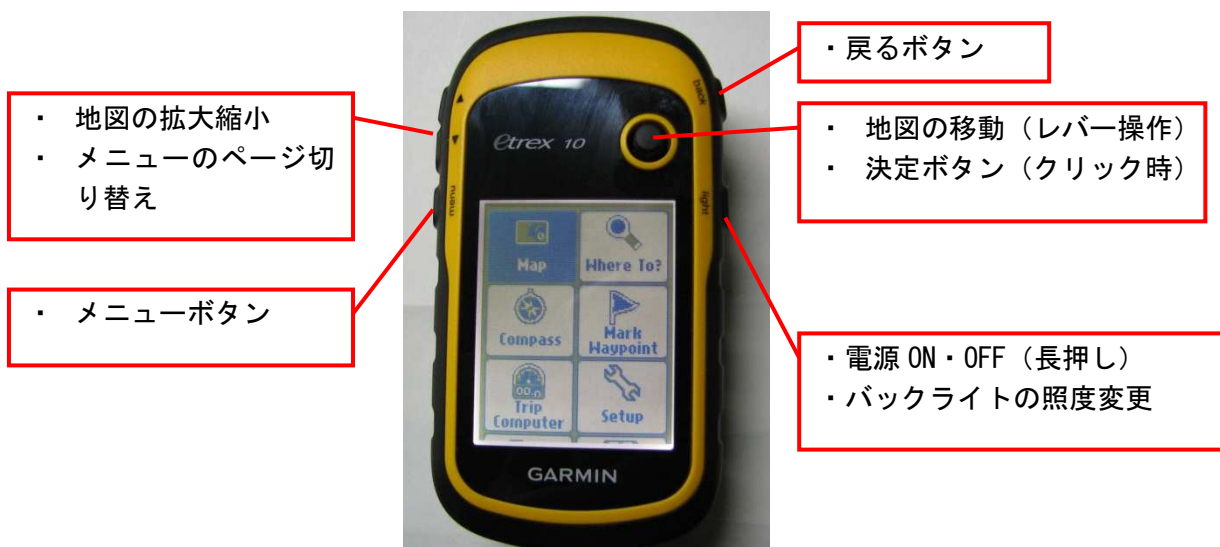 ・戻るボタン
・ 地図の拡大縮小
・ メニューのページ切
り替え
・ 地図の移動（レバー操作）
・ 決定ボタン（クリック時）
・ メニューボタン
・電源 ON・OFF（長押し）
・バックライトの照度変更
back
▲
▼
etrex 10
menu
light
Map
Where To?
Compass
Mark
Waypoint
Trip
Computer
Setup
GARMIN